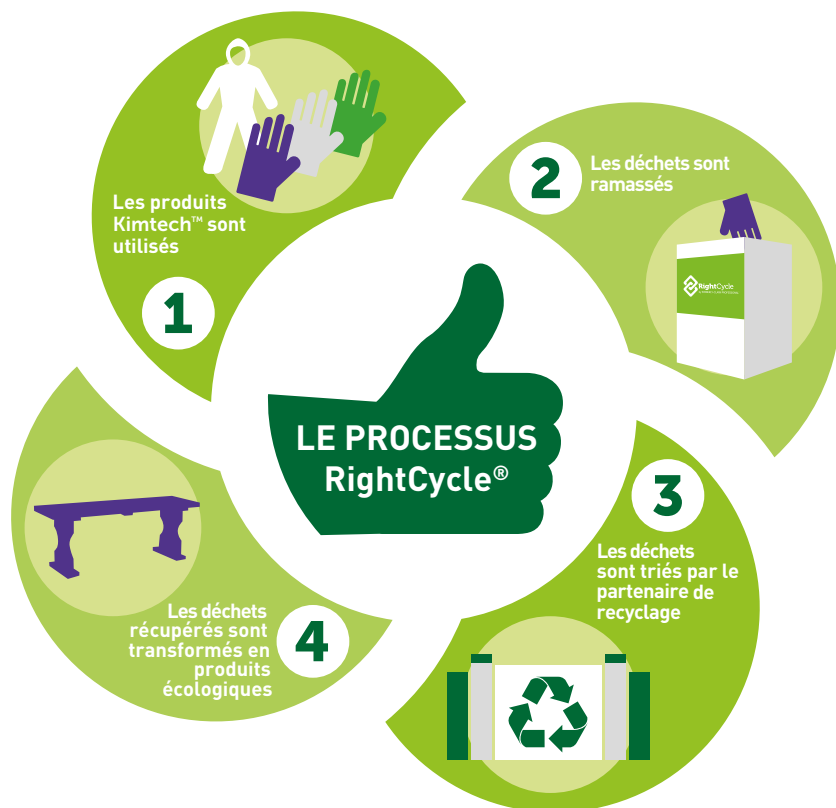 LE PROCESSUS
RightCycle®
1
Les produits
Kimtech™ sont
utilisés
2
Les déchets sont
ramassés
RightCycle
3
Les déchets
sont triés par le
partenaire de
recyclage
4
Les déchets
récupérés sont
transformés en
produits
écologiques